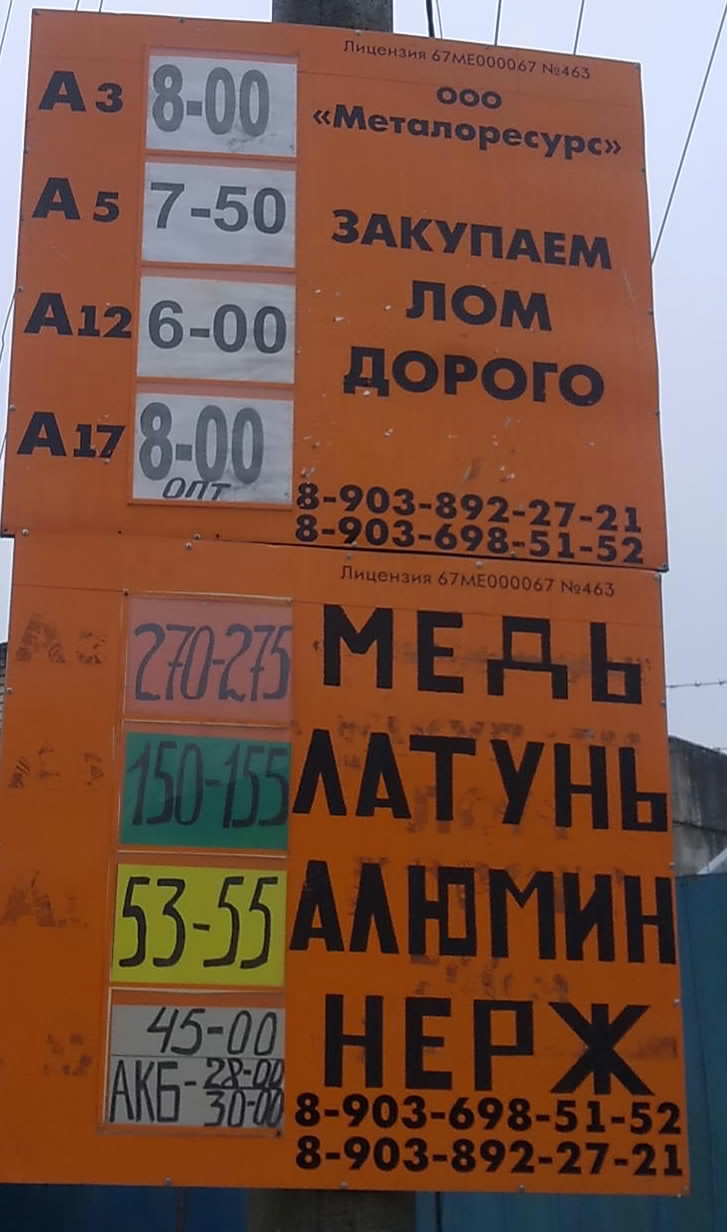 Лицензия 67МЕ000067 №463
ООО
«Металоресурс»
А3 8-00
А5 7-50
А12 6-00
А17 8-00
ОПТ
ЗАКУПАЕМ
ЛОМ
ДОРОГО
8-903-892-27-21
8-903-698-51-52
Лицензия 67МЕ000067 №463
270-275 МЕДЬ
150-155 ЛАТУНЬ
53-55 АЛЮМИН
45-00 НЕРЖ
АКБ- 28-00
30-00
8-903-698-51-52
8-903-892-27-21